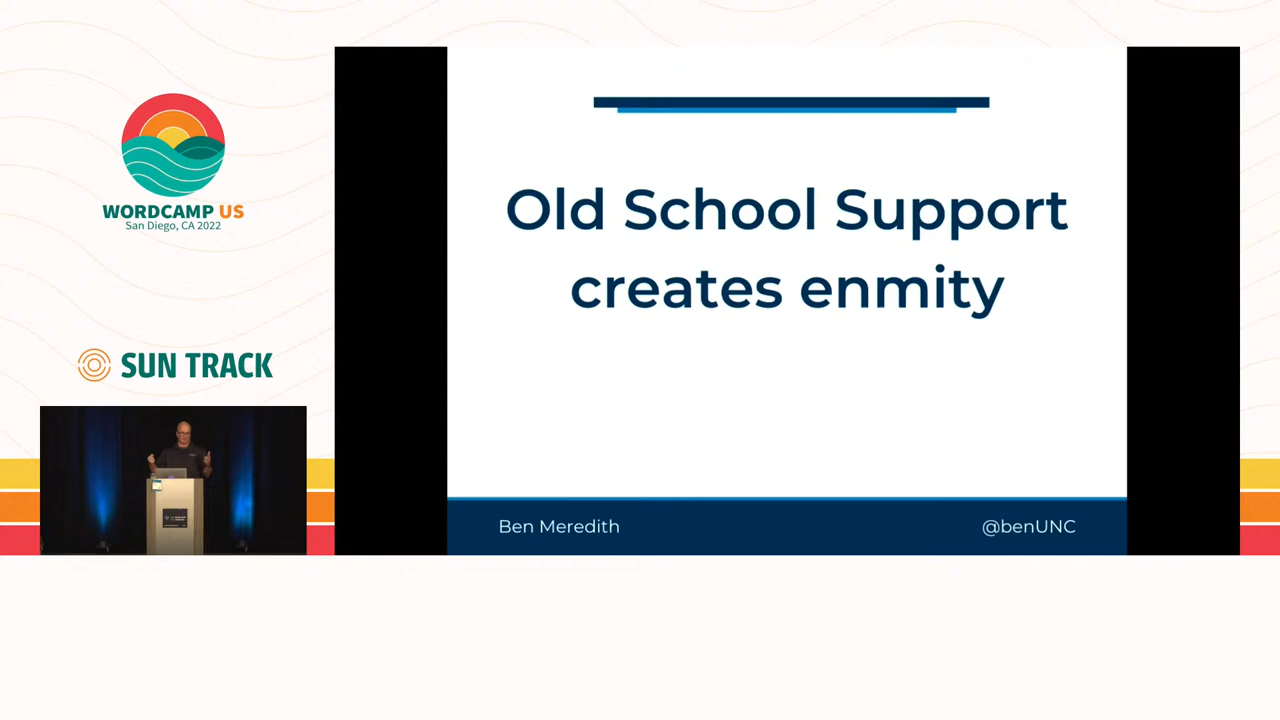 WORDCAMP US
San Diego, CA 2022
SUN TRACK
Old School Support
creates enmity
Ben Meredith
@benUNC